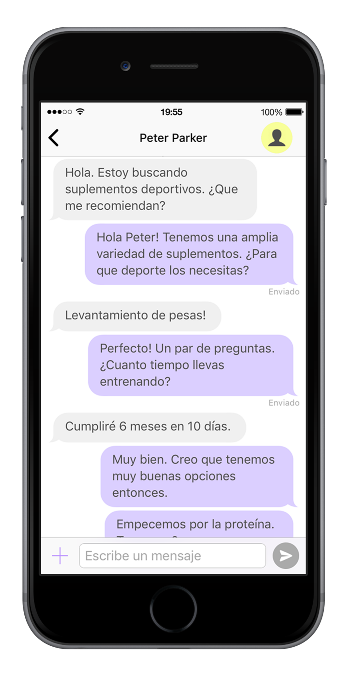 19:55
100%
Peter Parker
Hola. Estoy buscando
suplementos deportivos. ¿Que
me recomiendan?
Hola Peter! Tenemos una amplia
variedad de suplementos. ¿Para
que deporte los necesitas?
Enviado
Levantamiento de pesas!
Perfecto! Un par de preguntas.
¿Cuanto tiempo llevas
entrenando?
Enviado
Cumpliré 6 meses en 10 días.
Muy bien. Creo que tenemos
muy buenas opciones
entonces.
Empecemos por la proteína.
Escribe un mensaje